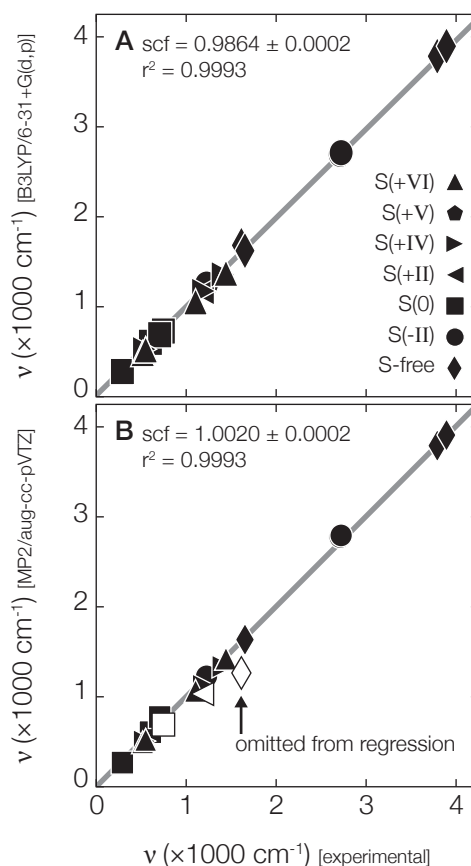 4
3
2
1
0
ν (×1000 cm⁻¹) [B3LYP/6-31+G(d,p)]
A scf = 0.9864 ± 0.0002
r² = 0.9993
S(+VI)
S(+V)
S(+IV)
S(+II)
S(0)
S(-II)
S-free
4
3
2
1
0
ν (×1000 cm⁻¹) [MP2/aug-cc-pVTZ]
B scf = 1.0020 ± 0.0002
r² = 0.9993
omitted from regression
0 1 2 3 4
ν (×1000 cm⁻¹) [experimental]